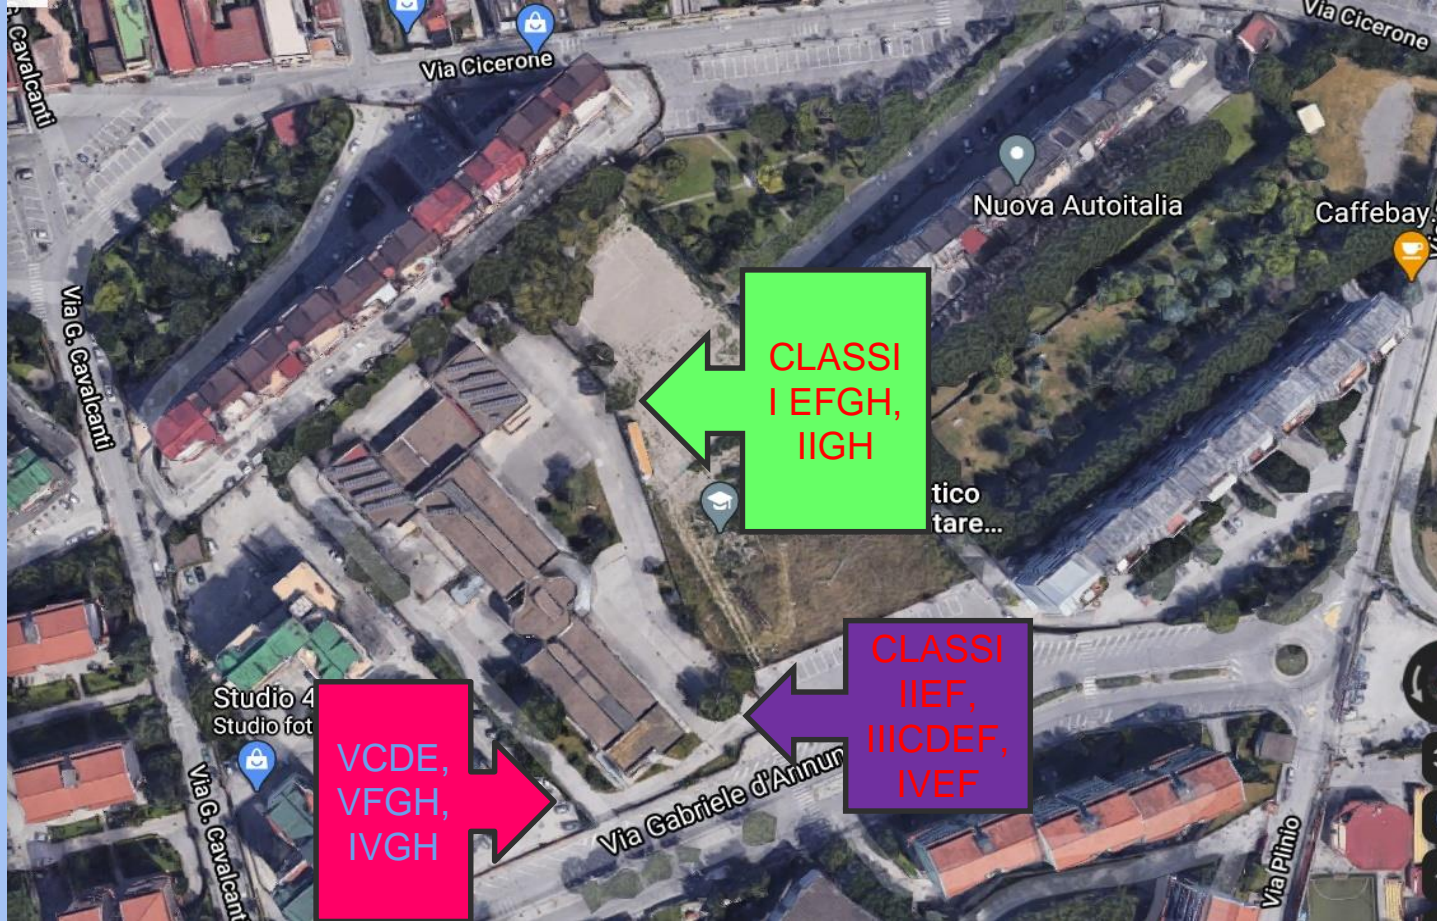 Via Cicerone
Via Cicerone
Cavalcanti
Nuova Autoitalia
Caffebay.
Via G. Cavalcanti
CLASSI
I EFGH,
IIGH
tico
tare...
CLASSI
IIEF,
IIICDEF,
IVEF
Studio 4
Studio fot
VCDE,
VFGH,
IVGH
Via G. Cavalcant
Via Gabriele d'Annun
Via Plinio